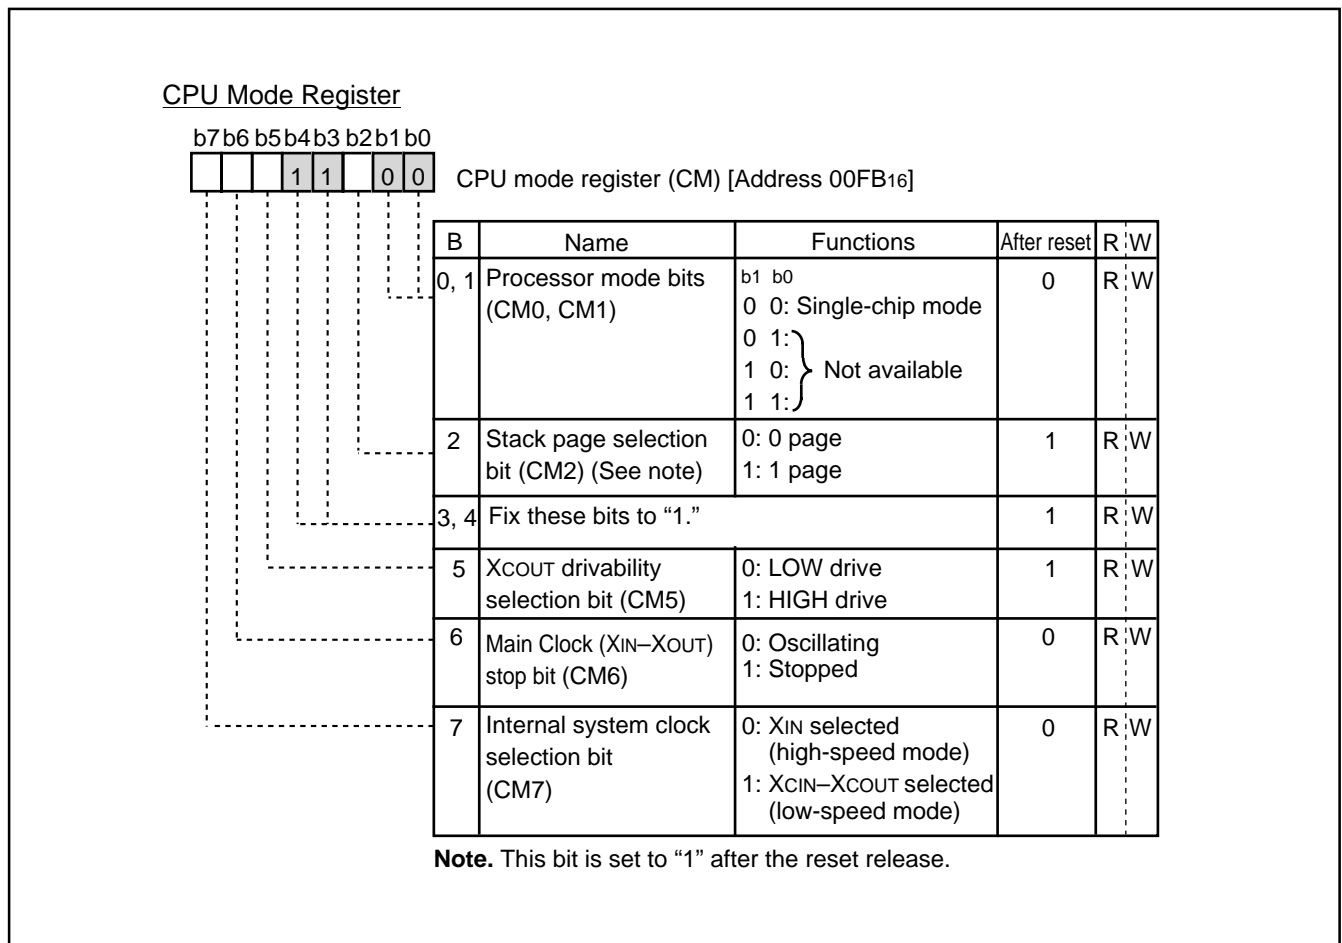 CPU Mode Register
b7 b6 b5 b4 b3 b2 b1 b0
1 1 0 0
CPU mode register (CM) [Address 00FB16]
B Name Functions After reset R W
0, 1 Processor mode bits b1 b0 0 R W
(CM0, CM1) 0 0: Single-chip mode
0 1:
1 0: Not available
1 1:
2 Stack page selection 0: 0 page 1 R W
bit (CM2) (See note) 1: 1 page
3, 4 Fix these bits to “1.” 1 R W
5 XCOUT drivability 0: LOW drive 1 R W
selection bit (CM5) 1: HIGH drive
6 Main Clock (XIN–XOUT) 0: Oscillating 0 R W
stop bit (CM6) 1: Stopped
7 Internal system clock 0: XIN selected 0 R W
selection bit (high-speed mode)
(CM7) 1: XCIN–XCOUT selected
(low-speed mode)
Note. This bit is set to “1” after the reset release.